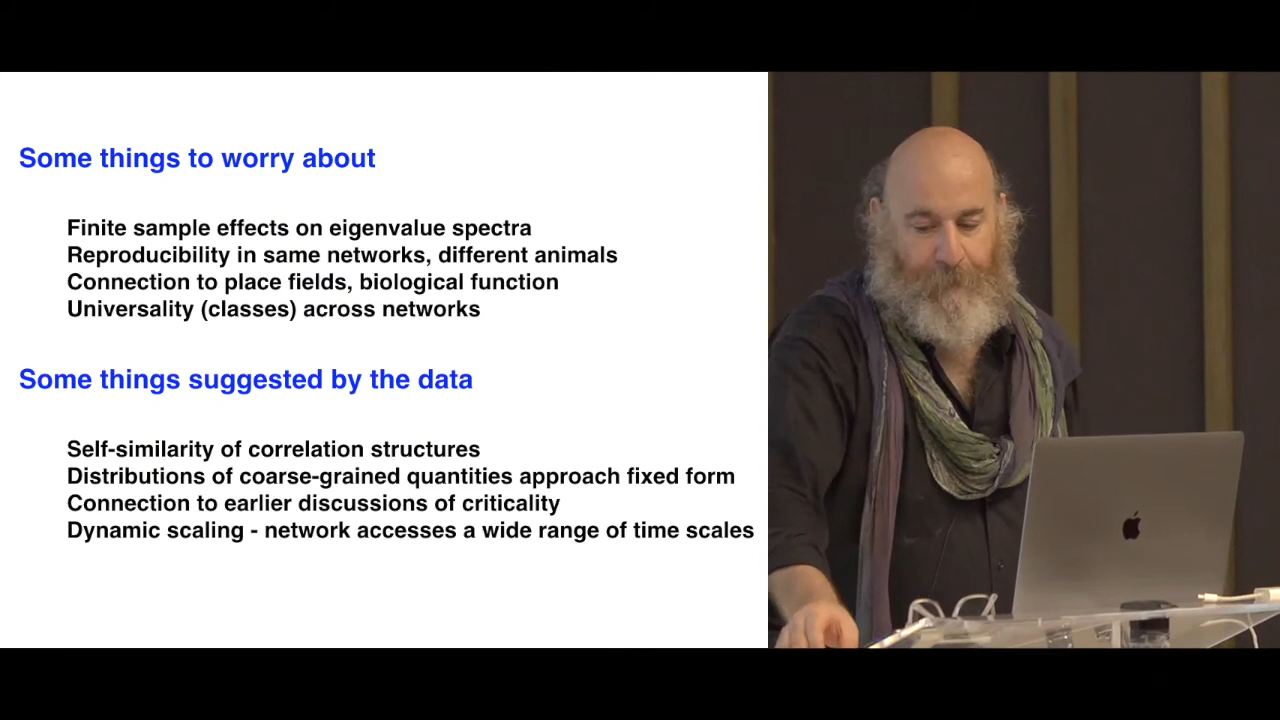 Some things to worry about
Finite sample effects on eigenvalue spectra
Reproducibility in same networks, different animals
Connection to place fields, biological function
Universality (classes) across networks
Some things suggested by the data
Self-similarity of correlation structures
Distributions of coarse-grained quantities approach fixed form
Connection to earlier discussions of criticality
Dynamic scaling - network accesses a wide range of time scales